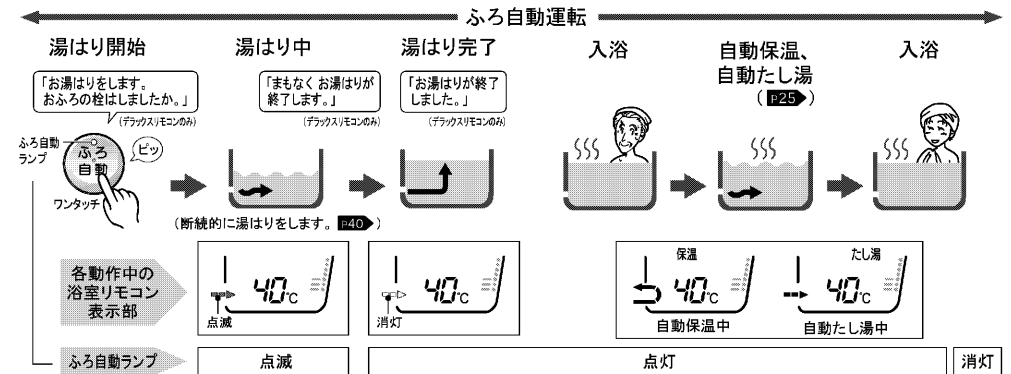 ふろ自動運転
湯はり開始
湯はり中
湯はり完了
入浴
自動保温、
自動たし湯
(P25)
入浴
「お湯はりをします。
おふろの栓はしましたか。」
(デラックスリモコンのみ)
「まもなく お湯はりが
終了します。」
(デラックスリモコンのみ)
「お湯はりが終了
しました。」
(デラックスリモコンのみ)
ふろ自動
ランプ
ふろ
自動
ピッ
ワンタッチ
(断続的に湯はりをします。P40)
各動作中の
浴室リモコン
表示部
40℃
点滅
40℃
消灯
保温
40℃
自動保温中
たし湯
40℃
自動たし湯中
ふろ自動ランプ
点滅
点灯
消灯